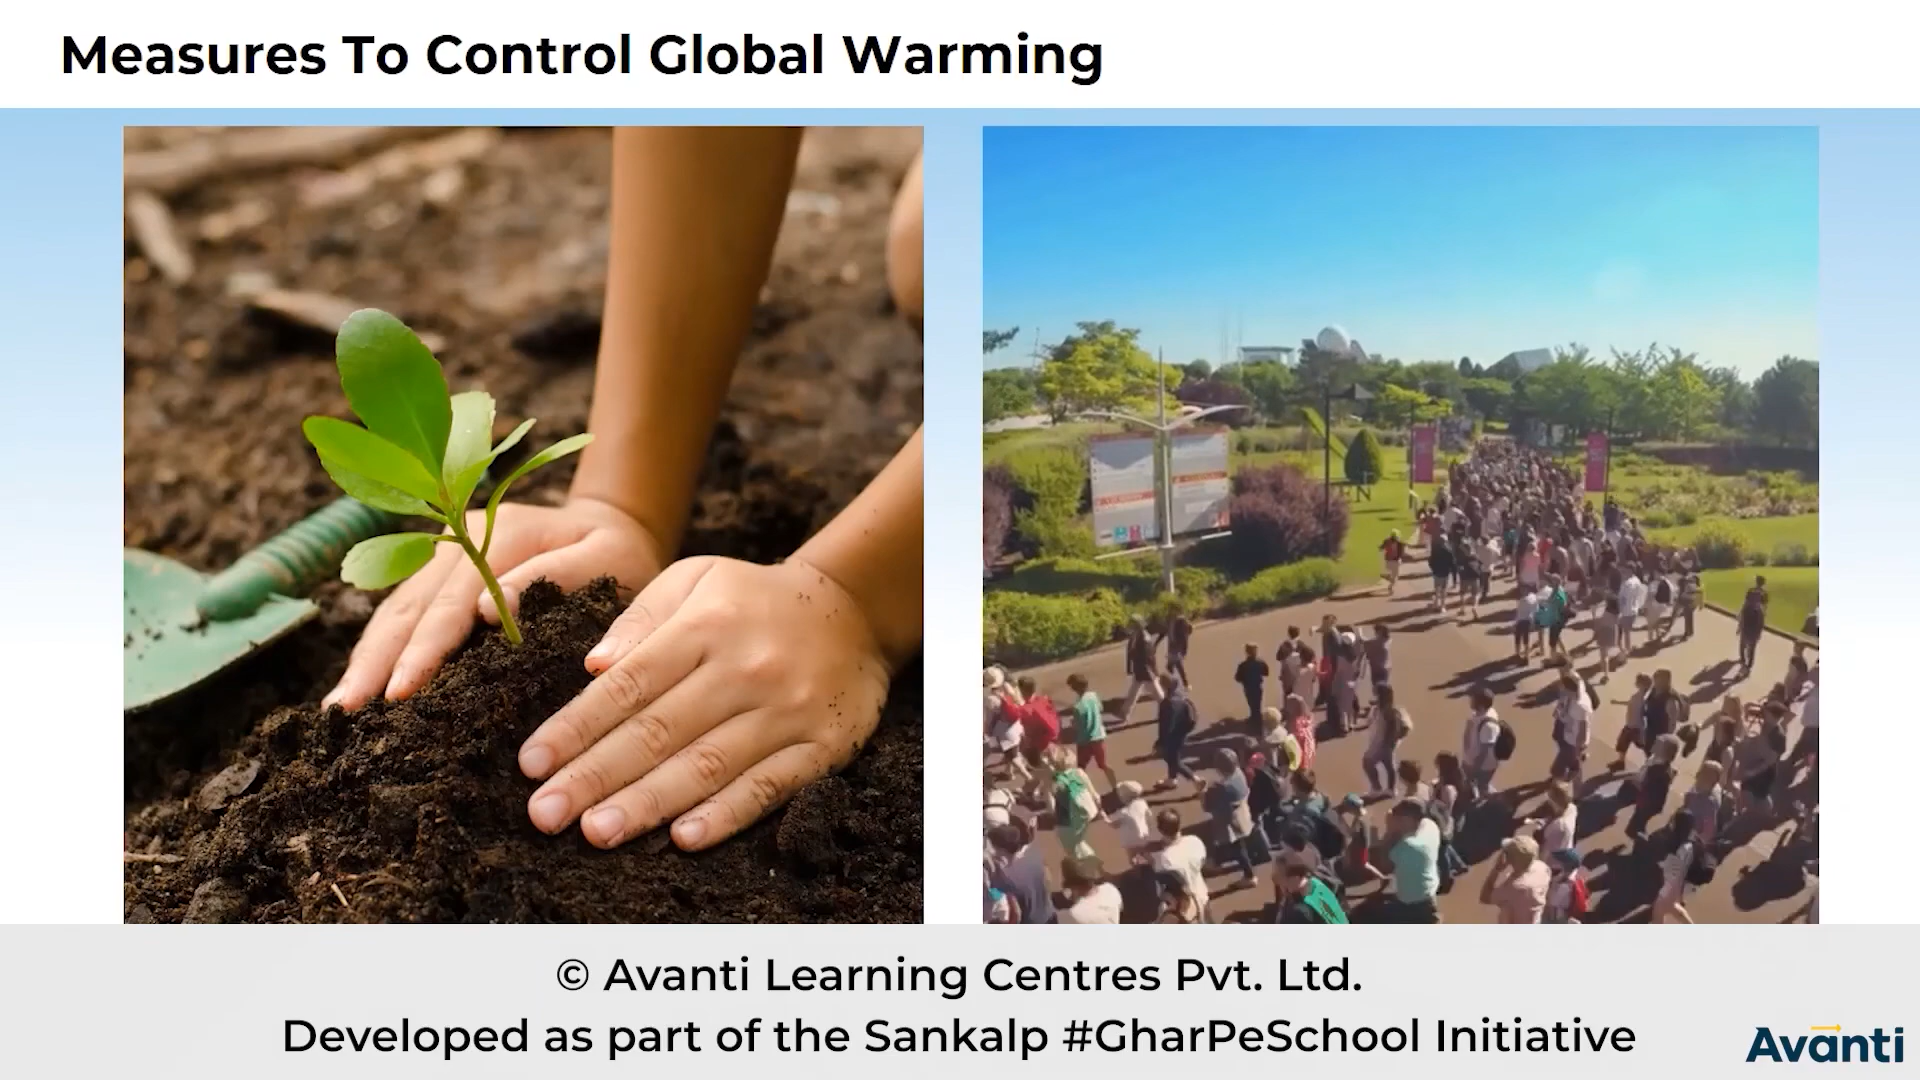 Measures To Control Global Warming
© Avanti Learning Centres Pvt. Ltd.
Developed as part of the Sankalp #GharPeSchool Initiative
Avanti